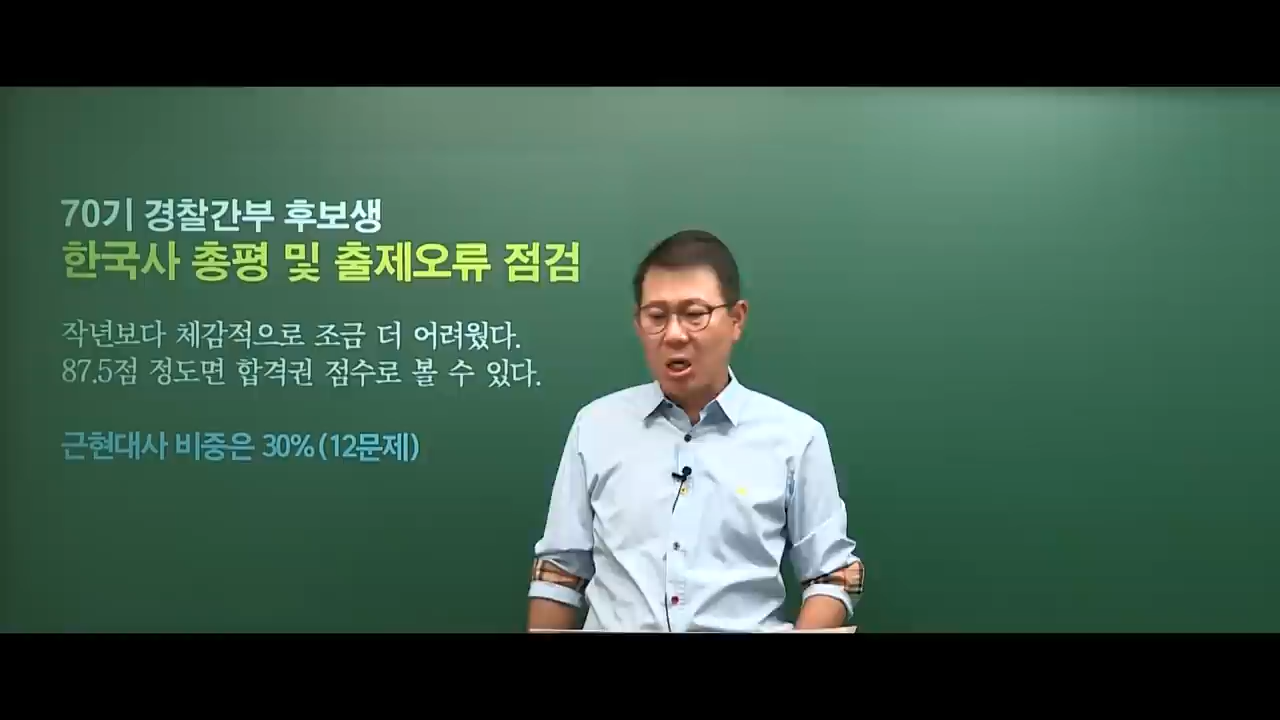 70기 경찰간부 후보생
한국사 총평 및 출제오류 점검
작년보다 체감적으로 조금 더 어려웠다.
87.5점 정도면 합격권 점수로 볼 수 있다.
근현대사 비중은 30%(12문제)